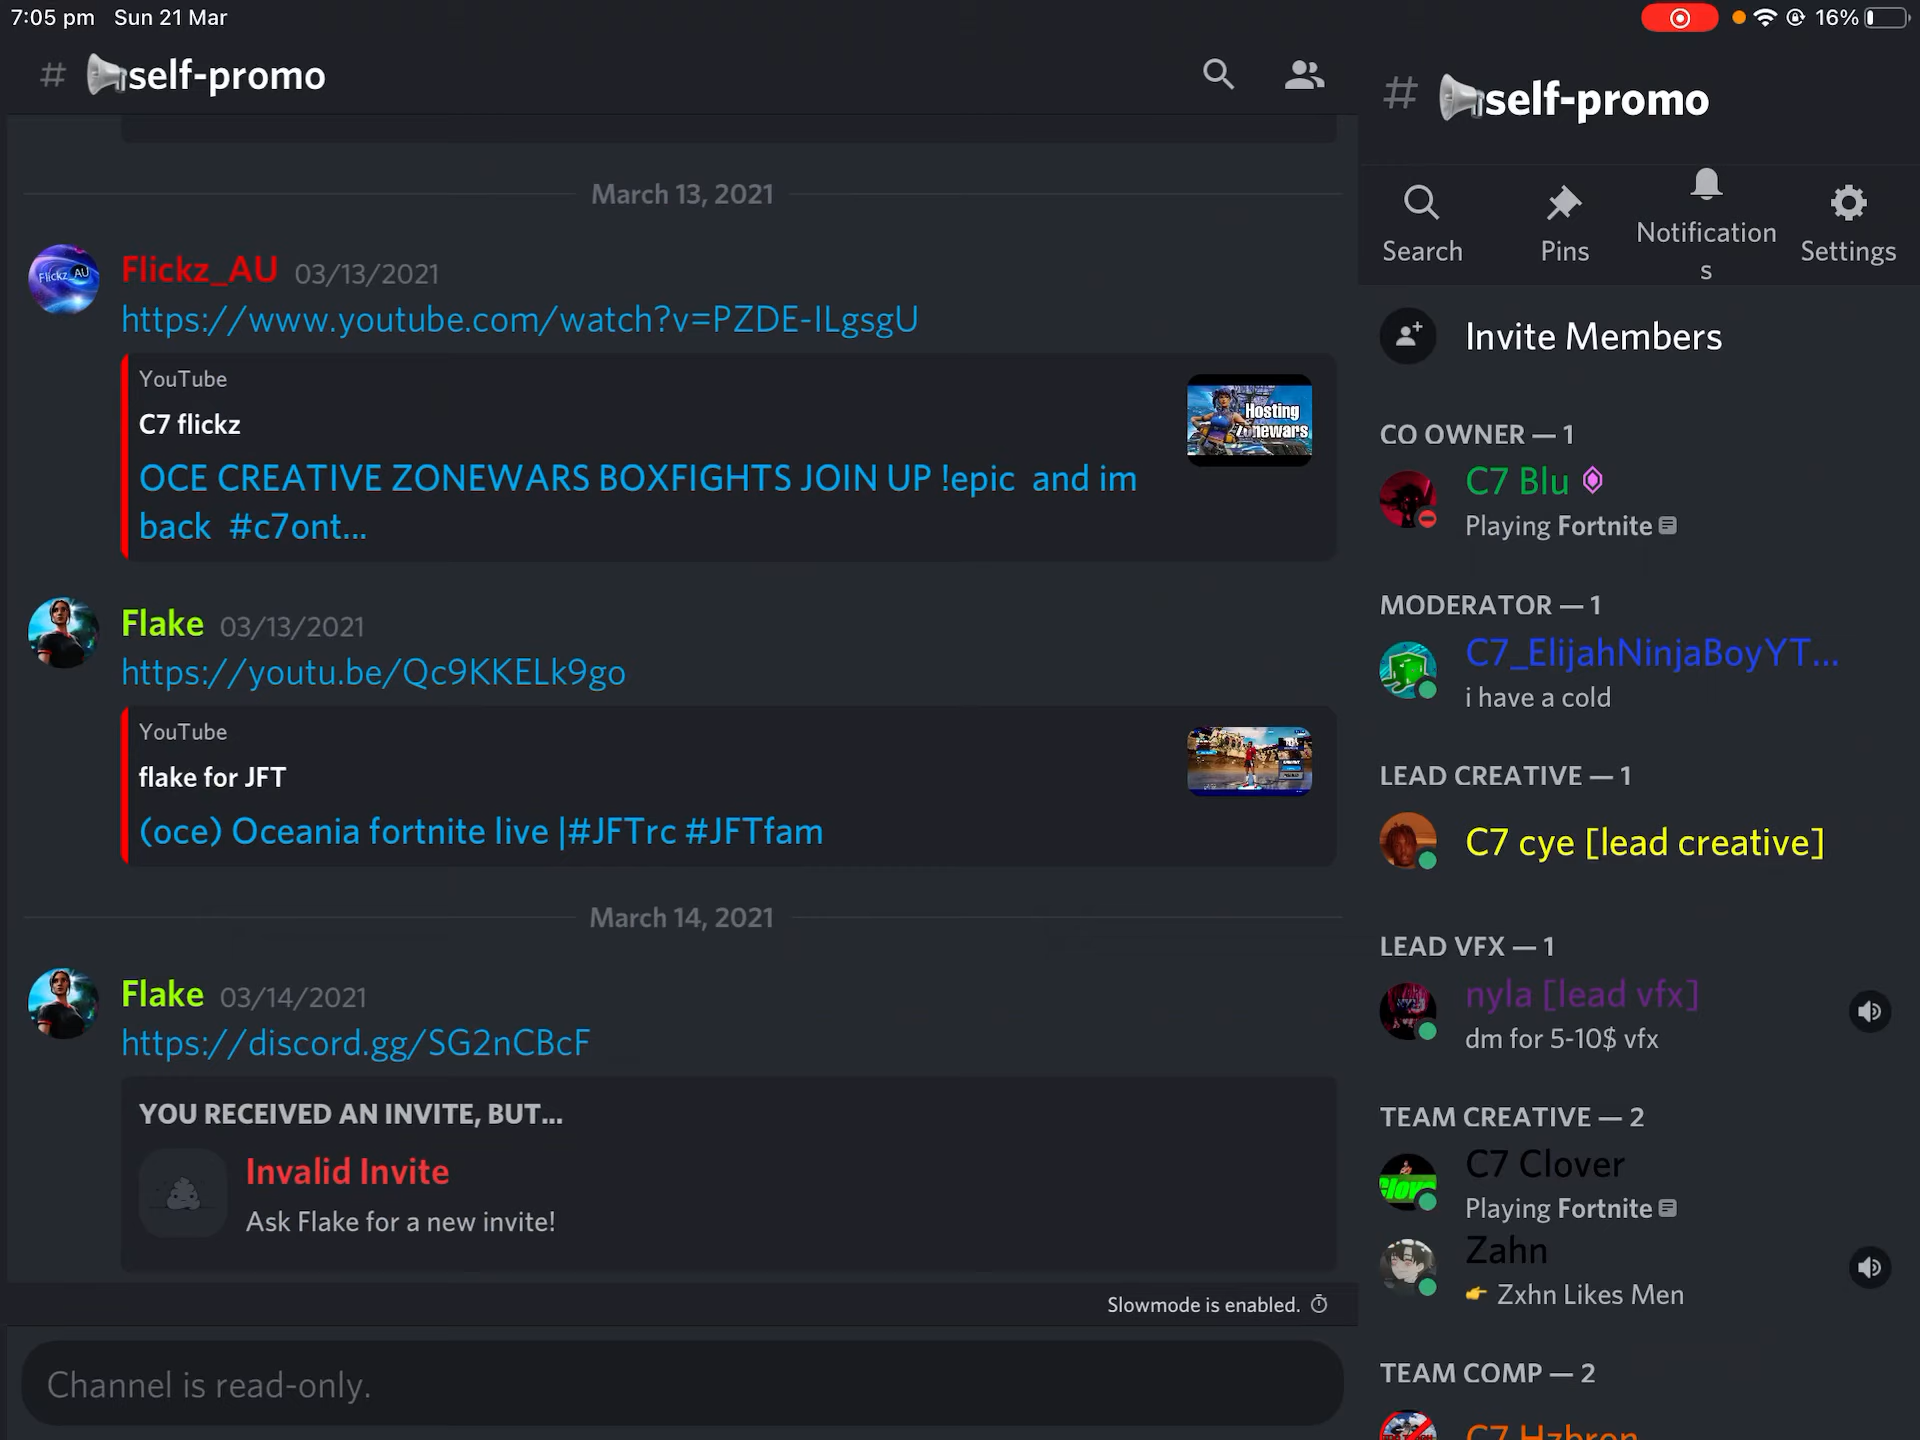 7:05 pm Sun 21 Mar
16%
# self-promo
March 13, 2021
Flickz_AU 03/13/2021
https://www.youtube.com/watch?v=PZDE-ILgsgU
YouTube
C7 flickz
OCE CREATIVE ZONEWARS BOXFIGHTS JOIN UP !epic and im
back #c7ont...
Hosting
Zonewars
Flake 03/13/2021
https://youtu.be/Qc9KKELk9go
YouTube
flake for JFT
(oce) Oceania fortnite live |#JFTrc #JFTfam
March 14, 2021
Flake 03/14/2021
https://discord.gg/SG2nCBcF
YOU RECEIVED AN INVITE, BUT...
Invalid Invite
Ask Flake for a new invite!
Slowmode is enabled.
Channel is read-only.
# self-promo
Search
Pins
Notification
s
Settings
Invite Members
CO OWNER — 1
C7 Blu
Playing Fortnite
MODERATOR — 1
C7_ElijahNinjaBoyYT...
i have a cold
LEAD CREATIVE — 1
C7 cye [lead creative]
LEAD VFX — 1
nyla [lead vfx]
dm for 5-10$ vfx
TEAM CREATIVE — 2
C7 Clover
Playing Fortnite
Zahn
Zxhn Likes Men
TEAM COMP — 2
C7 Hzbron